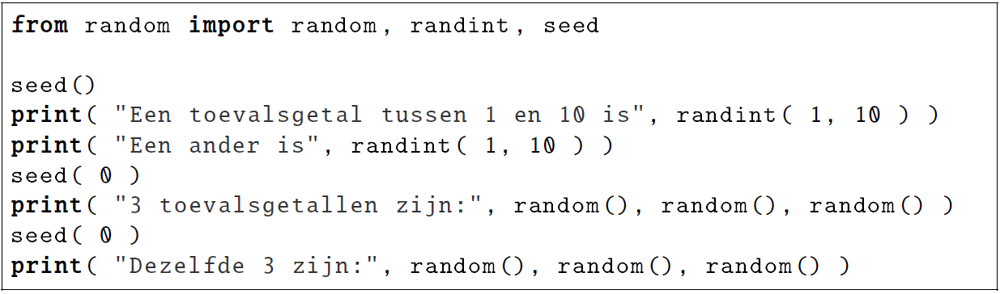 from random import random, randint, seed

seed()
print( "Een toevalsgetal tussen 1 en 10 is", randint( 1, 10 ) )
print( "Een ander is", randint( 1, 10 ) )
seed( 0 )
print( "3 toevalsgetallen zijn:", random(), random(), random() )
seed( 0 )
print( "Dezelfde 3 zijn:", random(), random(), random() )